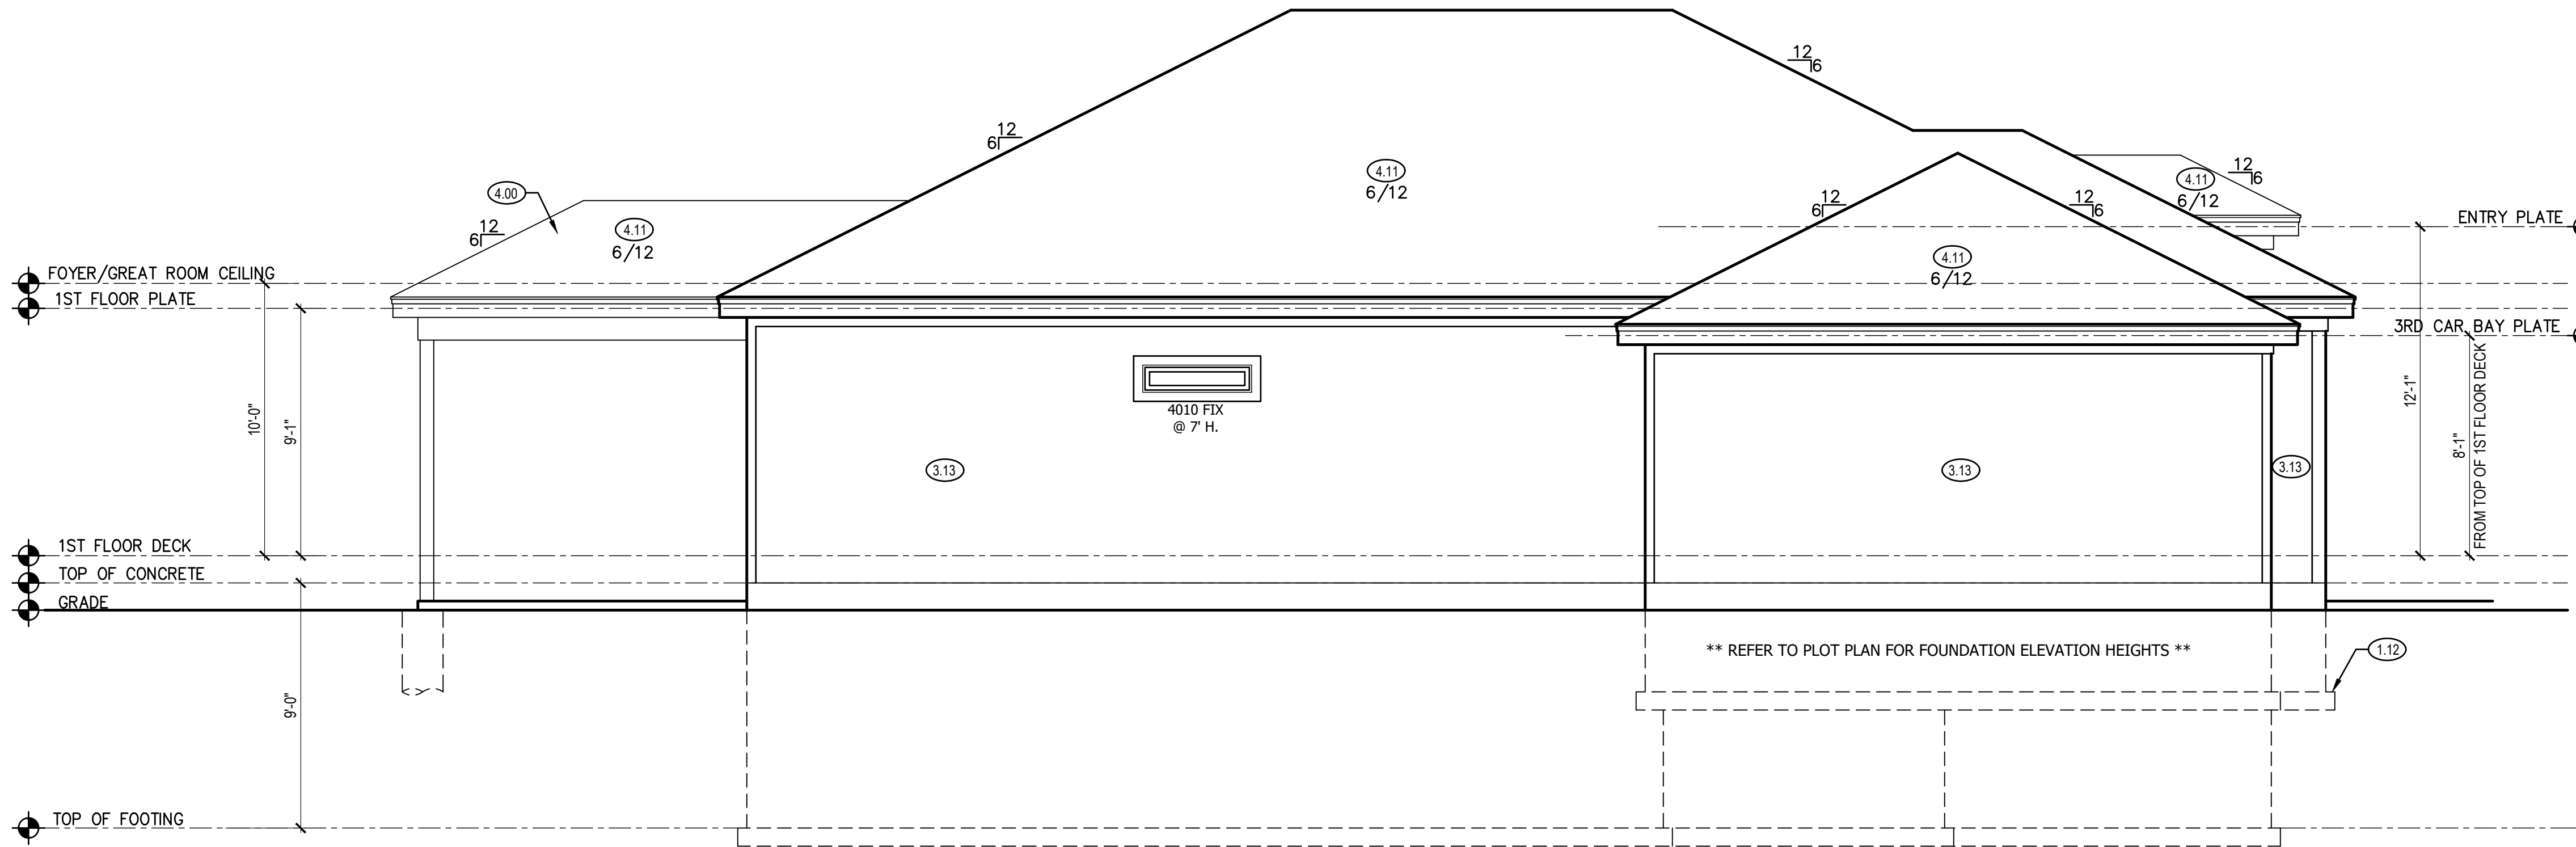 12
6
12
6
4.11
6/12
12
6
4.11
6/12
4.00
12
6
12
6
12
6
ENTRY PLATE
4.11
6/12
4.11
6/12
FOYER/GREAT ROOM CEILING
1ST FLOOR PLATE
3RD CAR BAY PLATE
10'-0"
9'-1"
4010 FIX
@ 7' H.
12'-1"
8'-1"
FROM TOP OF 1ST FLOOR DECK
3.13
3.13
3.13
1ST FLOOR DECK
TOP OF CONCRETE
GRADE
** REFER TO PLOT PLAN FOR FOUNDATION ELEVATION HEIGHTS **
1.12
9'-0"
TOP OF FOOTING